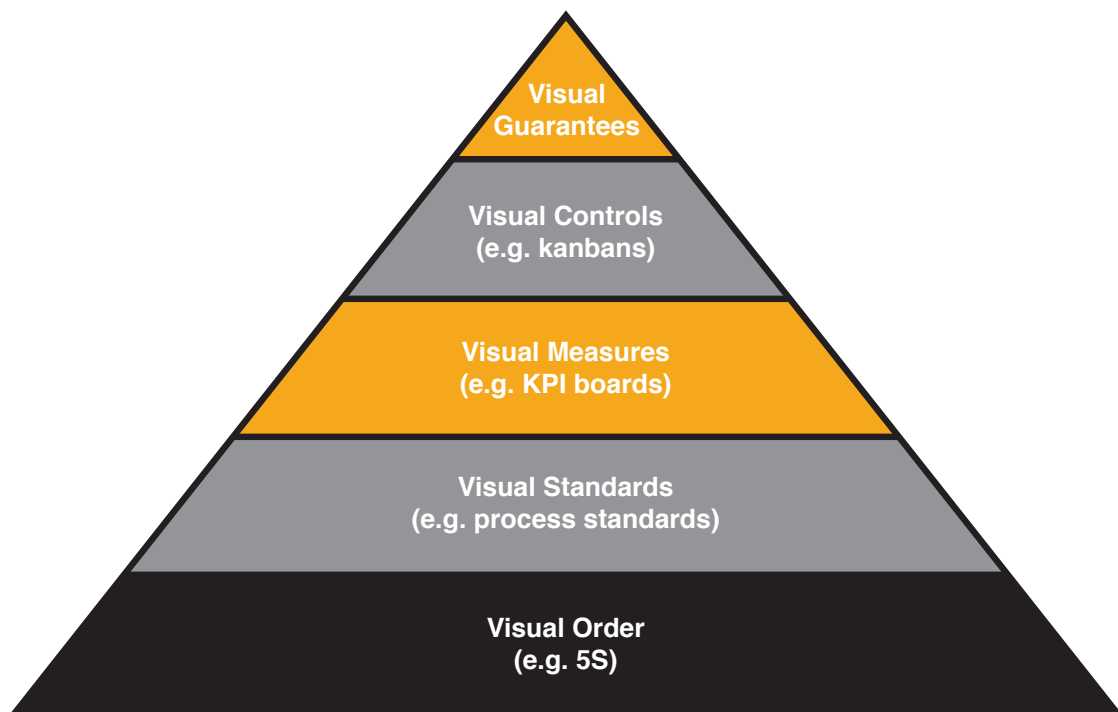 Visual
Guarantees
Visual Controls
(e.g. kanbans)
Visual Measures
(e.g. KPI boards)
Visual Standards
(e.g. process standards)
Visual Order
(e.g. 5S)